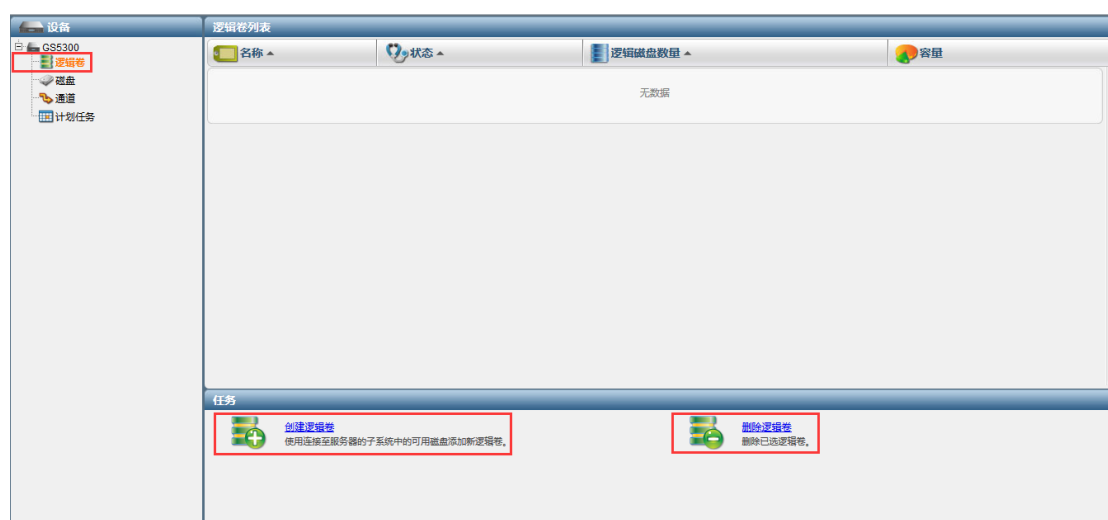 设备
GS5300
逻辑卷
磁盘
通道
计划任务
逻辑卷列表
名称 状态 逻辑磁盘数量 容量
无数据
任务
创建逻辑卷
使用连接至服务器的子系统中的可用磁盘添加新逻辑卷。
删除逻辑卷
删除已选逻辑卷。